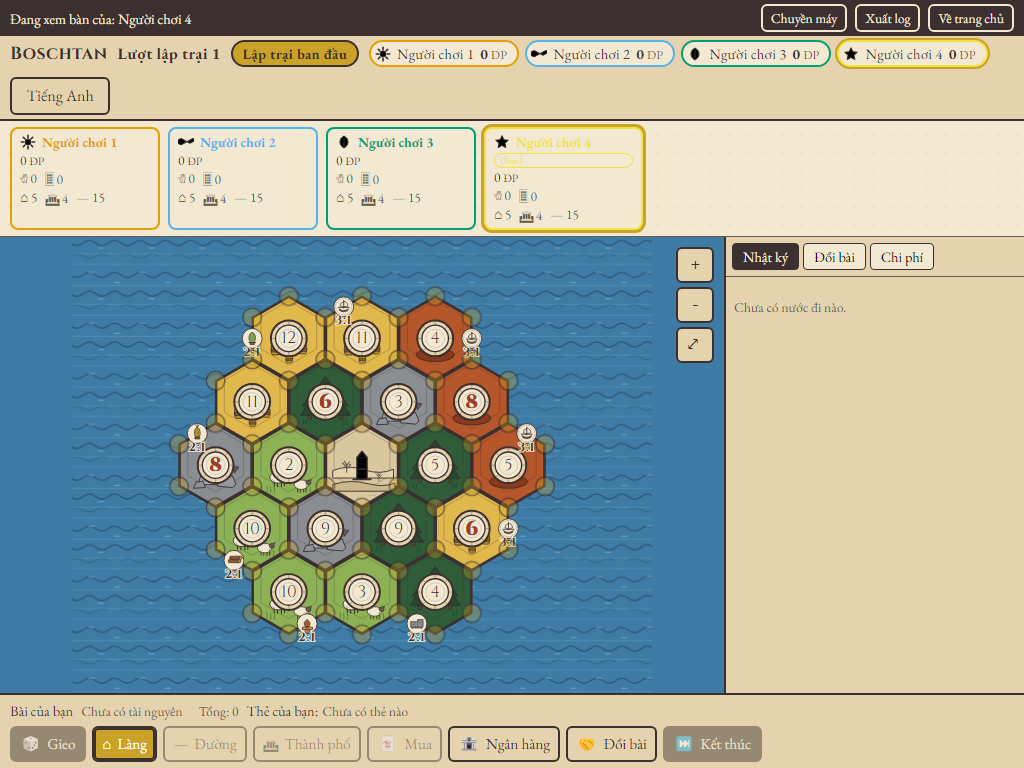 Đang xem bàn của: Người chơi 4
Chuyền máy
Xuất log
Về trang chủ
BOSCHTAN Lượt lập trại 1
Lập trại ban đầu
Người chơi 1 0 ĐP
Người chơi 2 0 ĐP
Người chơi 3 0 ĐP
Người chơi 4 0 ĐP
Tiếng Anh
Người chơi 1
0 ĐP
0 0
5 4 — 15
Người chơi 2
0 ĐP
0 0
5 4 — 15
Người chơi 3
0 ĐP
0 0
5 4 — 15
Người chơi 4
(Bạn)
0 ĐP
0 0
5 4 — 15
+
-
Nhật ký
Đổi bài
Chi phí
Chưa có nước đi nào.
3:1
12 11 4
2:1 3:1
11 6 3 8
2:1 3:1
8 2 5 5
10 9 9 6
3:1
2:1
10 3 4
2:1 2:1
Bài của bạn Chưa có tài nguyên Tổng: 0 Thẻ của bạn: Chưa có thẻ nào
Gieo
Làng
— Đường
Thành phố
Mua
Ngân hàng
Đổi bài
Kết thúc